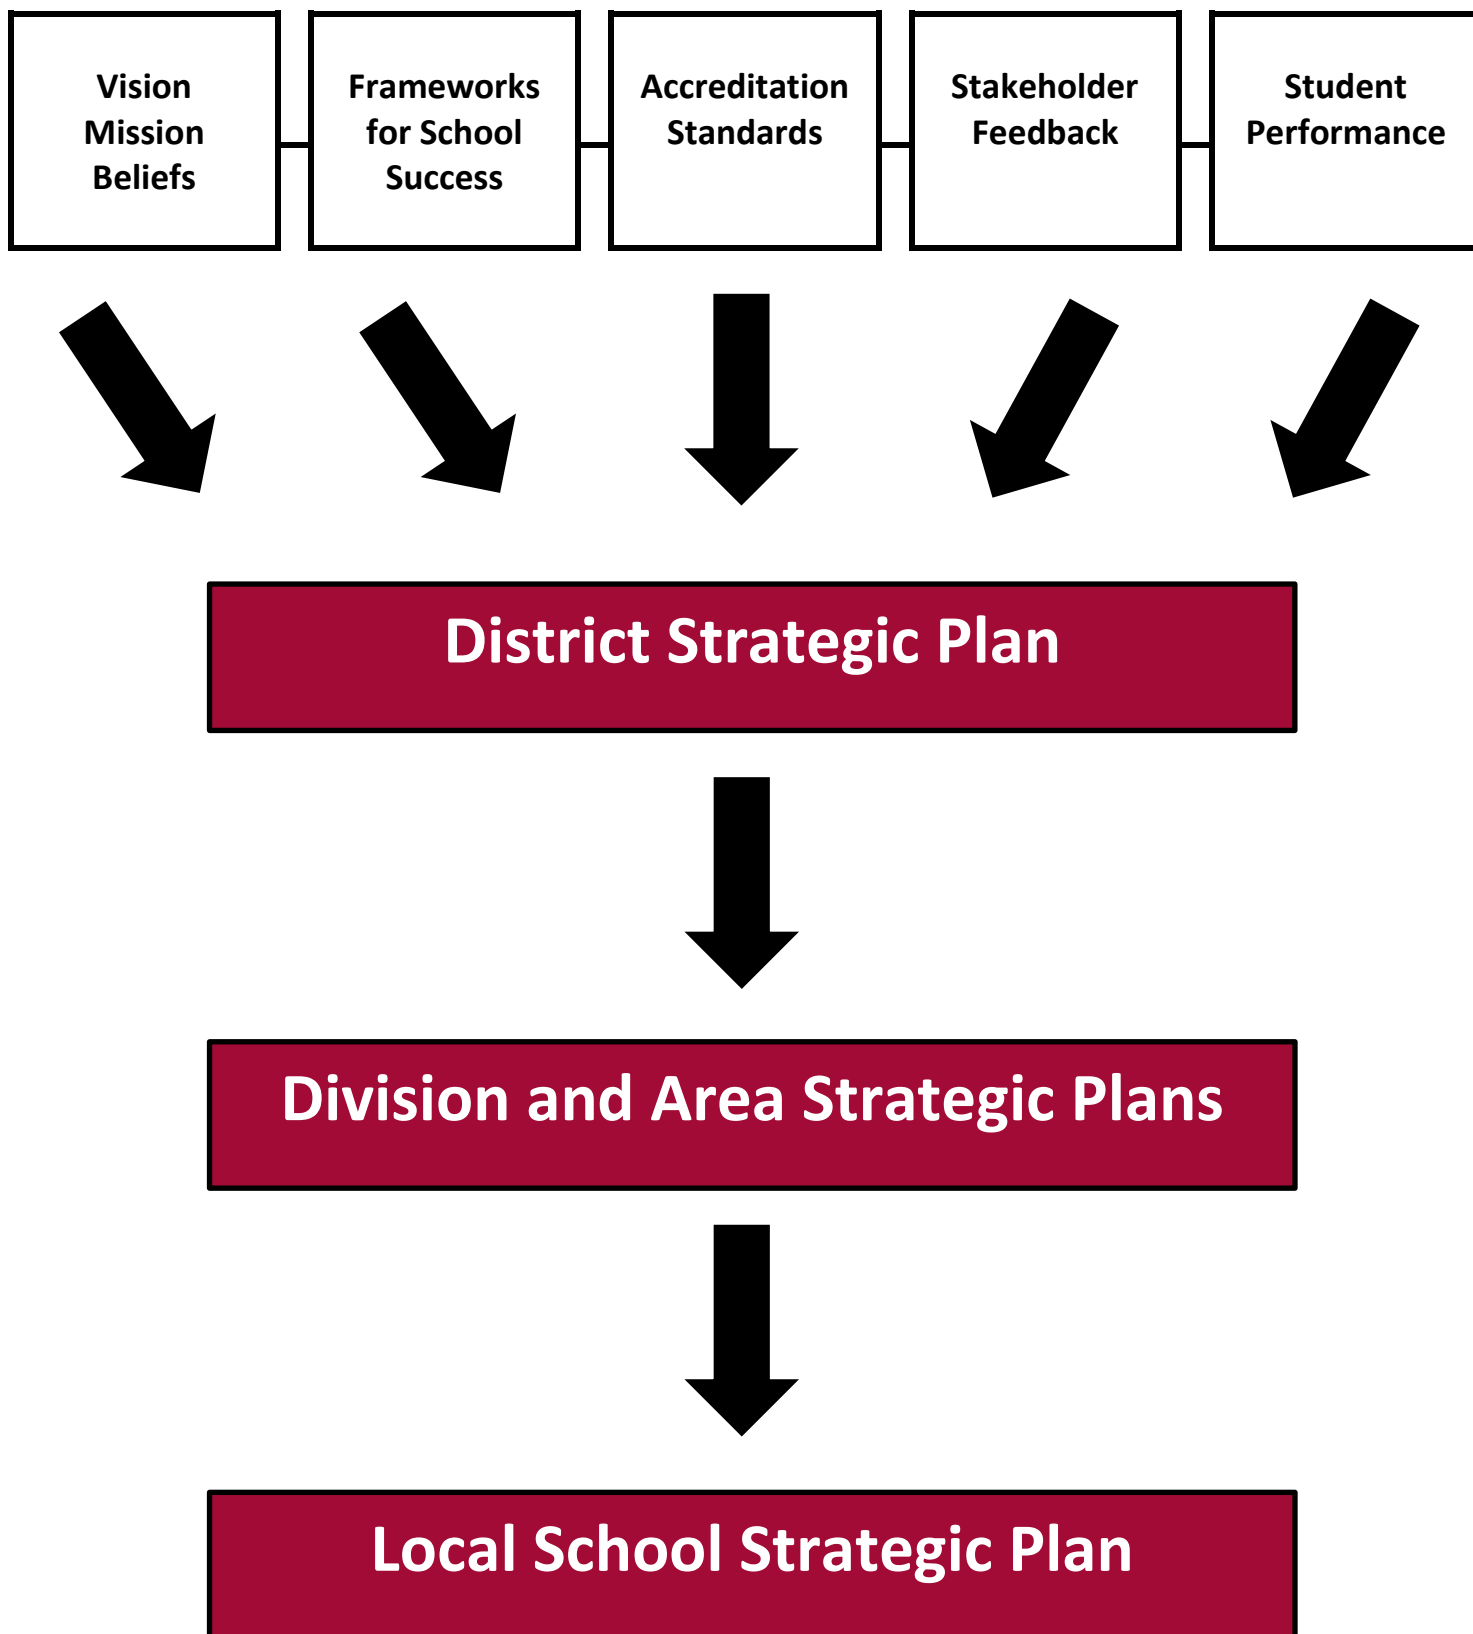 Vision
Mission
Beliefs
Frameworks
for School
Success
Accreditation
Standards
Stakeholder
Feedback
Student
Performance
District Strategic Plan
Division and Area Strategic Plans
Local School Strategic Plan